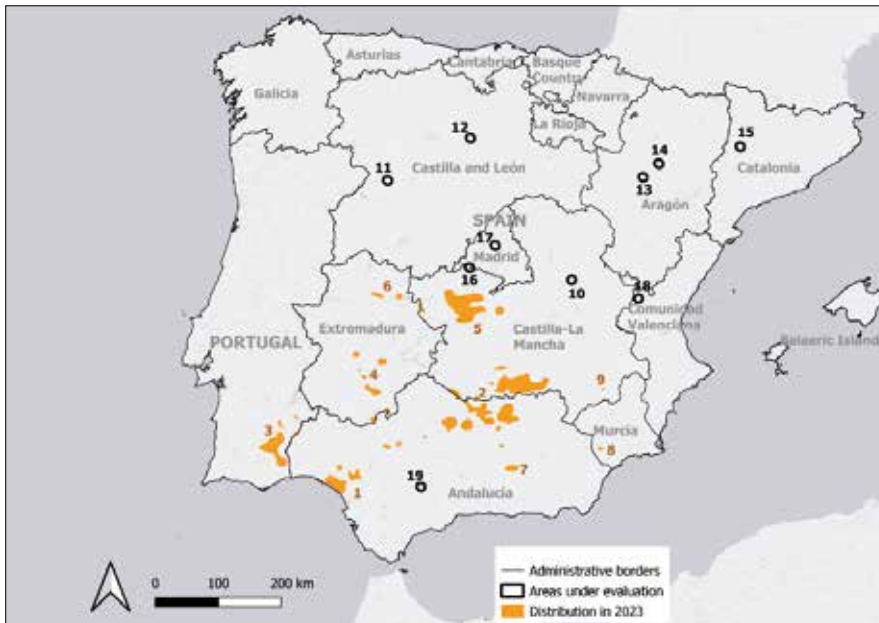 Asturias
Cantabria
Basque
Country
Galicia
Navarra
La Rioja
12
14
15
11
Castilla and León
13
Catalonia
Aragón
SPAIN
17
Madrid
16
6
10
18
1
Comunidad
Valenciana
Extremadura
5
Castilla-La
Mancha
PORTUGAL
Balearic Island
4
9
2
3
Murcia
8
7
19
1
Andalucía
0 100 200 km
Administrative borders
Areas under evaluation
Distribution in 2023